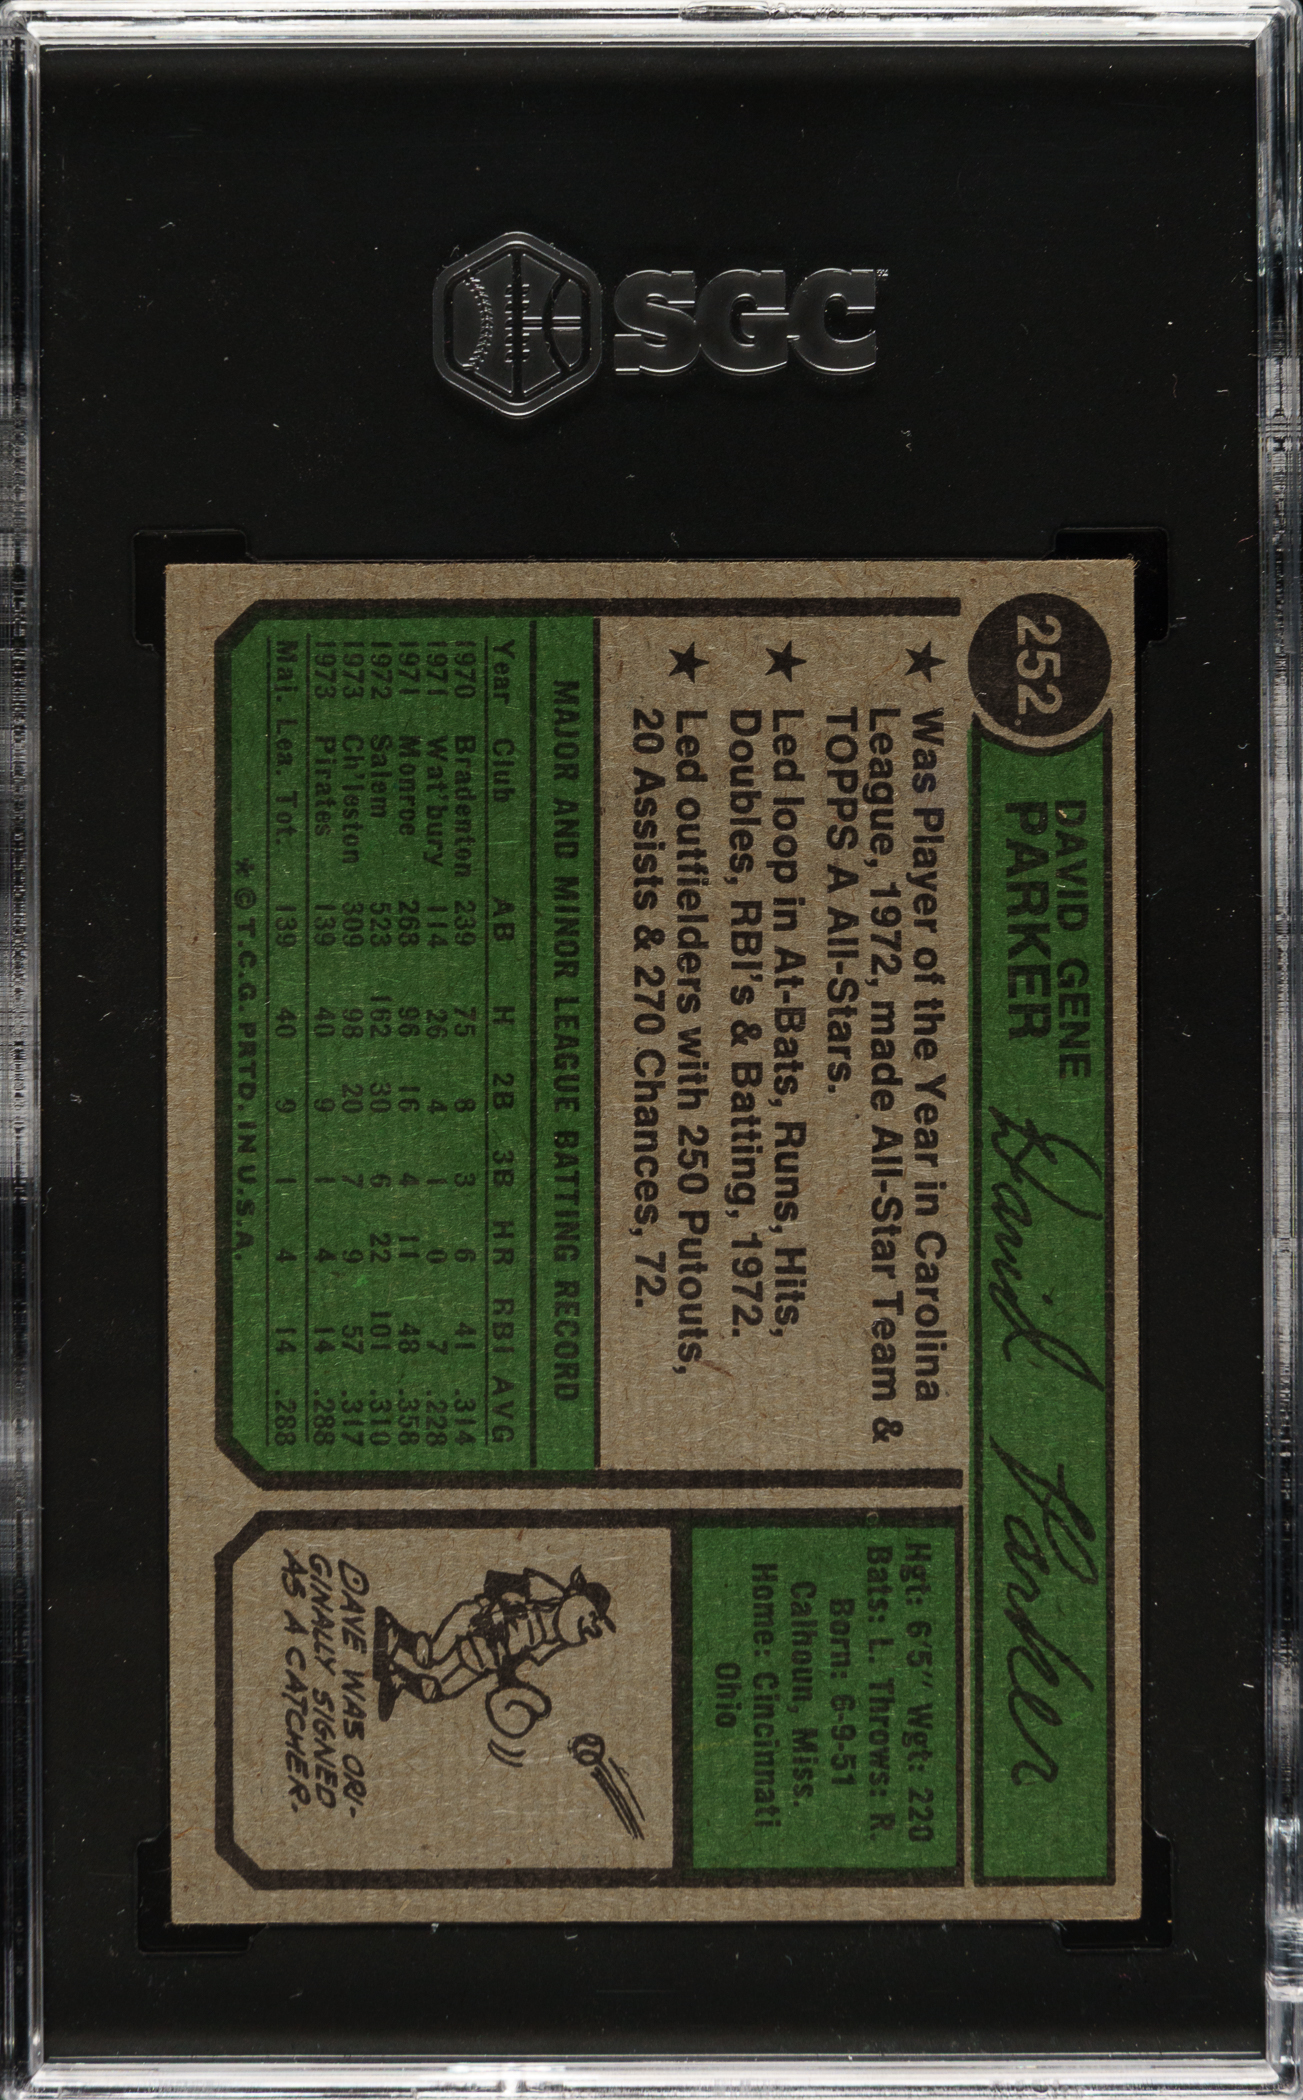 SGC
252
DAVID GENE
PARKER
David Parker
★ Was Player of the Year in Carolina
League, 1972, made All-Star Team &
TOPPS A All-Stars.
★ Led loop in At-Bats, Runs, Hits,
Doubles, RBI's & Batting, 1972.
★ Led outfielders with 250 Putouts,
20 Assists & 270 Chances, 72.
MAJOR AND MINOR LEAGUE BATTING RECORD
Year Club AB H 2B 3B HR RBI AVG
1970 Bradenton 239 75 8 3 6 41 .314
1971 Wat'bury 114 26 4 1 0 7 .228
1971 Monroe 268 96 16 4 11 48 .358
1972 Salem 523 162 30 6 22 101 .310
1973 Ch'leston 309 98 20 7 9 57 .317
1973 Pirates 139 40 9 1 4 14 .288
Maj. Lea. Tot. 139 40 9 1 4 14 .288
*© T.C.G. PRTD. IN U.S.A.
Hgt: 6'5" Wgt: 220
Bats: L. Throws: R.
Born: 6-9-51
Calhoun, Miss.
Home: Cincinnati
Ohio
DAVE WAS ORI-
GINALLY SIGNED
AS A CATCHER.